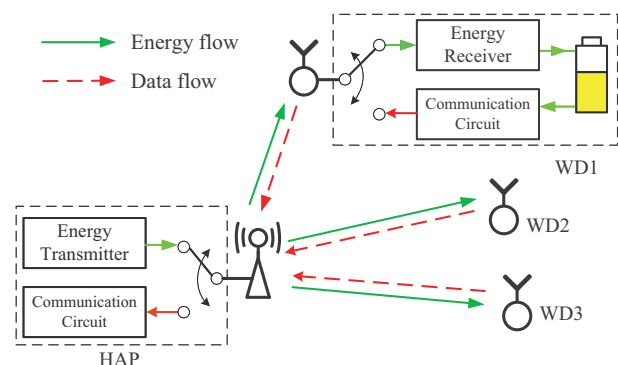 Energy flow
Data flow
Energy
Receiver
Communication
Circuit
WD1
Energy
Transmitter
Communication
Circuit
HAP
WD2
WD3